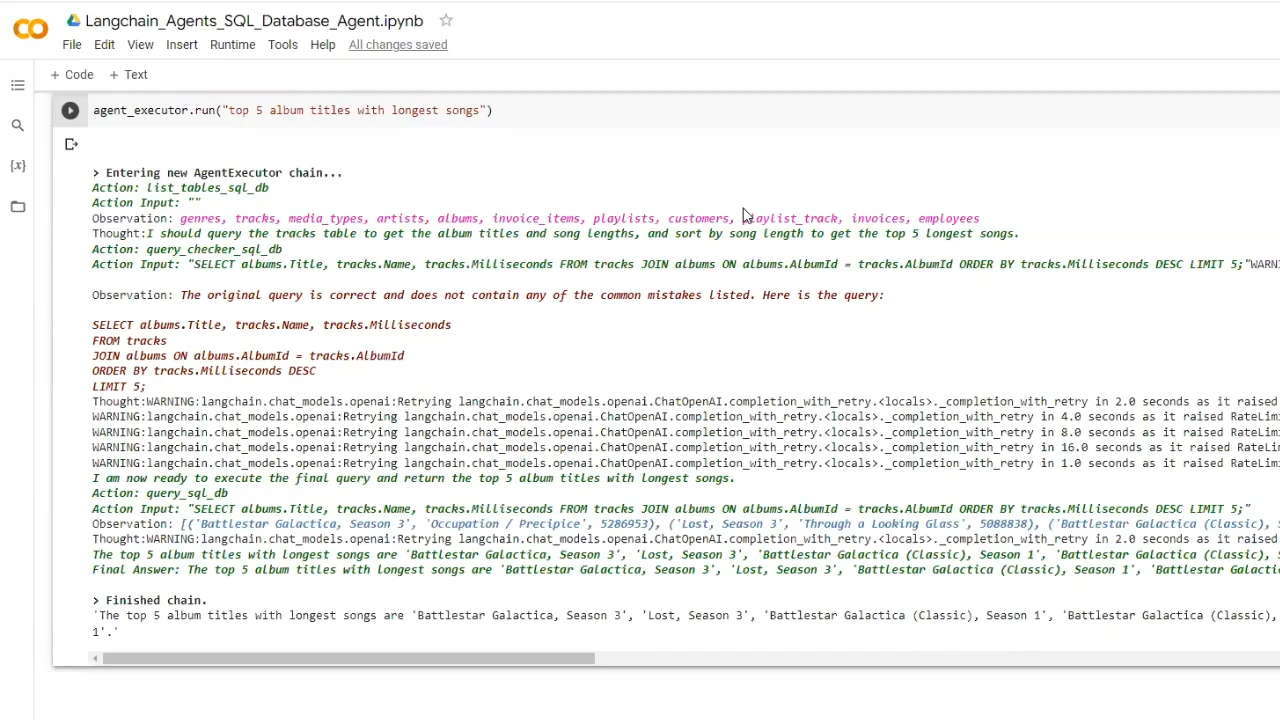 Langchain_Agents_SQL_Database_Agent.ipynb
File Edit View Insert Runtime Tools Help All changes saved
+ Code + Text
agent_executor.run("top 5 album titles with longest songs")
> Entering new AgentExecutor chain...
Action: list_tables_sql_db
Action Input: ""
Observation: genres, tracks, media_types, artists, albums, invoice_items, playlists, customers, playlist_track, invoices, employees
Thought:I should query the tracks table to get the album titles and song lengths, and sort by song length to get the top 5 longest songs.
Action: query_checker_sql_db
Action Input: "SELECT albums.Title, tracks.Name, tracks.Milliseconds FROM tracks JOIN albums ON albums.AlbumId = tracks.AlbumId ORDER BY tracks.Milliseconds DESC LIMIT 5;"WARNI
{x}
Observation: The original query is correct and does not contain any of the common mistakes listed. Here is the query:
SELECT albums.Title, tracks.Name, tracks.Milliseconds
FROM tracks
JOIN albums ON albums.AlbumId = tracks.AlbumId
ORDER BY tracks.Milliseconds DESC
LIMIT 5;
Thought:WARNING:langchain.chat_models.openai:Retrying langchain.chat_models.openai.ChatOpenAI.completion_with_retry.<locals>._completion_with_retry in 2.0 seconds as it raised
WARNING:langchain.chat_models.openai:Retrying langchain.chat_models.openai.ChatOpenAI.completion_with_retry.<locals>._completion_with_retry in 4.0 seconds as it raised RateLimi
WARNING:langchain.chat_models.openai:Retrying langchain.chat_models.openai.ChatOpenAI.completion_with_retry.<locals>._completion_with_retry in 8.0 seconds as it raised RateLimi
WARNING:langchain.chat_models.openai:Retrying langchain.chat_models.openai.ChatOpenAI.completion_with_retry.<locals>._completion_with_retry in 16.0 seconds as it raised RateLim
WARNING:langchain.chat_models.openai:Retrying langchain.chat_models.openai.ChatOpenAI.completion_with_retry.<locals>._completion_with_retry in 1.0 seconds as it raised RateLimi
I am now ready to execute the final query and return the top 5 album titles with longest songs.
Action: query_sql_db
Action Input: "SELECT albums.Title, tracks.Name, tracks.Milliseconds FROM tracks JOIN albums ON albums.AlbumId = tracks.AlbumId ORDER BY tracks.Milliseconds DESC LIMIT 5;"
Observation: [('Battlestar Galactica, Season 3', 'Occupation / Precipice', 5286953), ('Lost, Season 3', 'Through a Looking Glass', 5088838), ('Battlestar Galactica (Classic), S
Thought:WARNING:langchain.chat_models.openai:Retrying langchain.chat_models.openai.ChatOpenAI.completion_with_retry.<locals>._completion_with_retry in 2.0 seconds as it raised
The top 5 album titles with longest songs are 'Battlestar Galactica, Season 3', 'Lost, Season 3', 'Battlestar Galactica (Classic), Season 1', 'Battlestar Galactica (Classic), S
Final Answer: The top 5 album titles with longest songs are 'Battlestar Galactica, Season 3', 'Lost, Season 3', 'Battlestar Galactica (Classic), Season 1', 'Battlestar Galactic
> Finished chain.
'The top 5 album titles with longest songs are 'Battlestar Galactica, Season 3', 'Lost, Season 3', 'Battlestar Galactica (Classic), Season 1', 'Battlestar Galactica (Classic),
1'.'